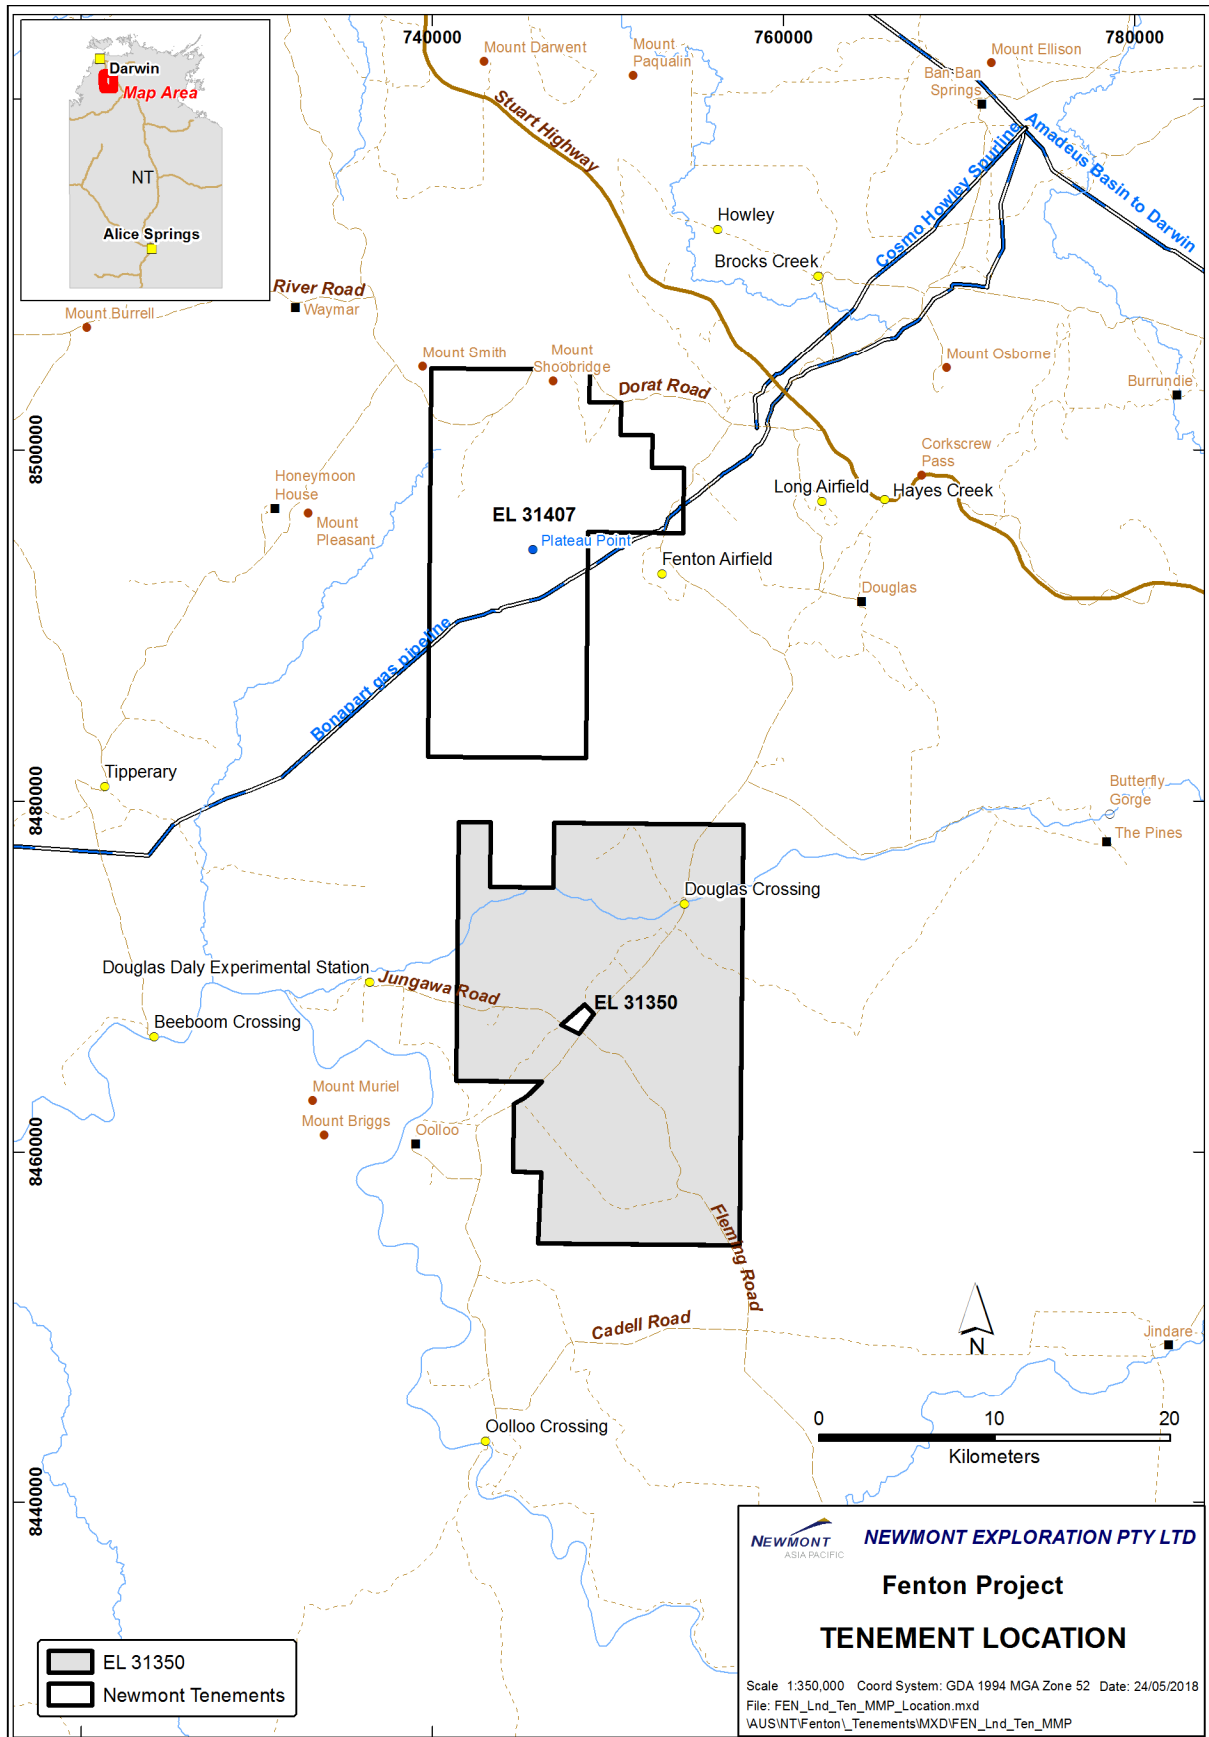 740000
760000
780000
Darwin
Map Area
NT
Alice Springs
Mount Darwent
Mount
Paqualin
Mount Ellison
Ban Ban
Springs
Stuart Highway
Cosmo Howley Spurline
Amadeus Basin to Darwin
Howley
Brocks Creek
River Road
Waymar
Mount Burrell
Mount Smith
Mount
Shoobridge
Dorat Road
Mount Osborne
Burrundie
8500000
Honeymoon
House
Mount
Pleasant
EL 31407
Plateau Point
Long Airfield
Corkscrew
Pass
Hayes Creek
Fenton Airfield
Douglas
Bonapart gas pipeline
Tipperary
8480000
Butterfly
Gorge
The Pines
Douglas Crossing
Douglas Daly Experimental Station
Jungawa Road
EL 31350
Beeboom Crossing
Mount Muriel
Mount Briggs
Oolloo
8460000
Fleming Road
Cadell Road
N
Jindare
Oolloo Crossing
0 10 20
Kilometers
8440000
NEWMONT
ASIA PACIFIC
NEWMONT EXPLORATION PTY LTD
Fenton Project
TENEMENT LOCATION
Scale 1:350,000 Coord System: GDA 1994 MGA Zone 52 Date: 24/05/2018
File: FEN_Lnd_Ten_MMP_Location.mxd
\AUS\NT\Fenton\_Tenements\MXD\FEN_Lnd_Ten_MMP
EL 31350
Newmont Tenements